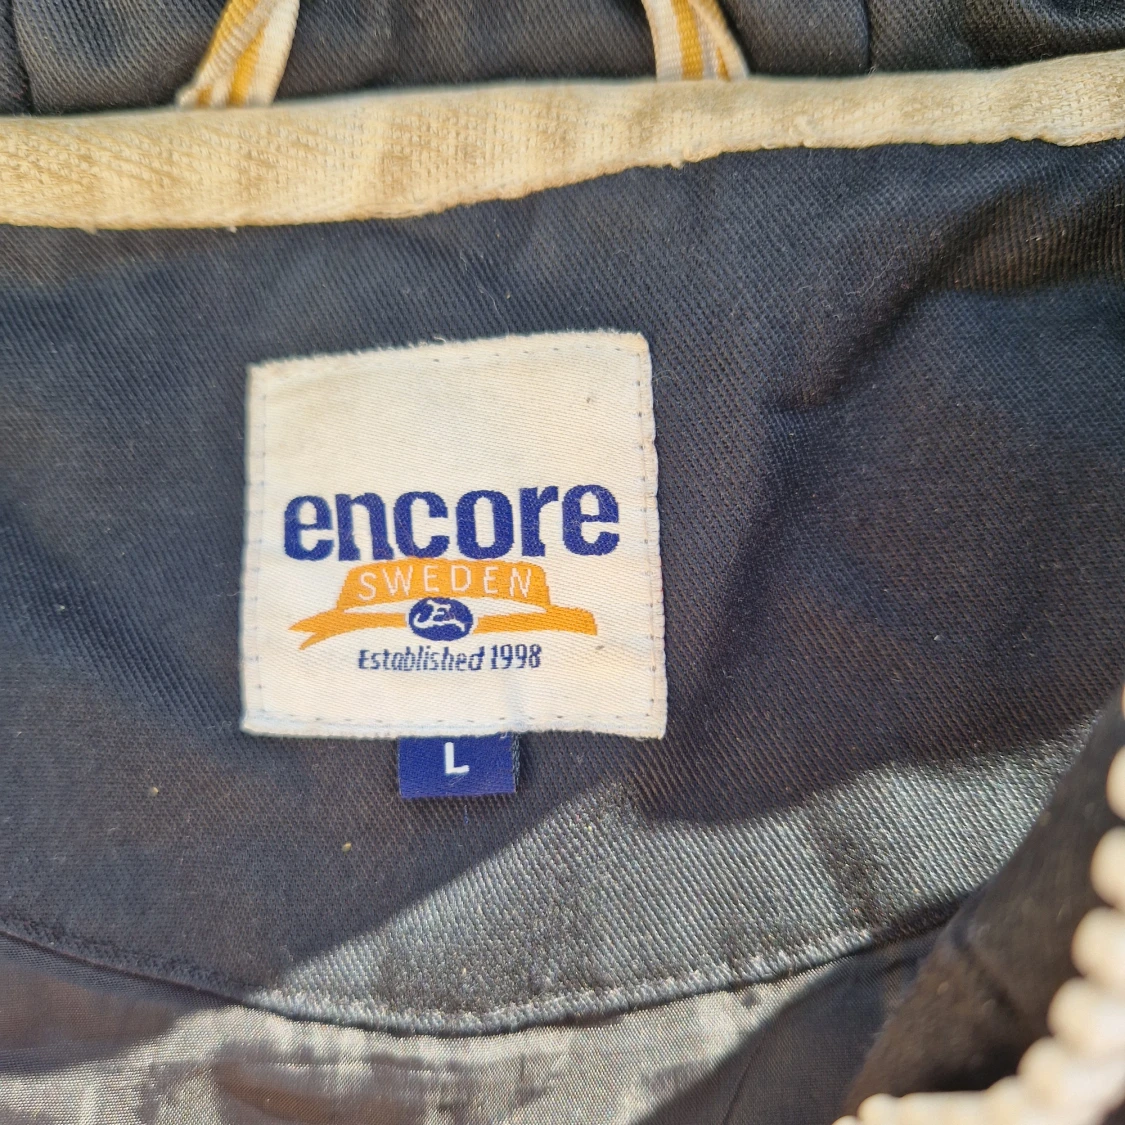 encore
SWEDEN
E
Established 1998
L